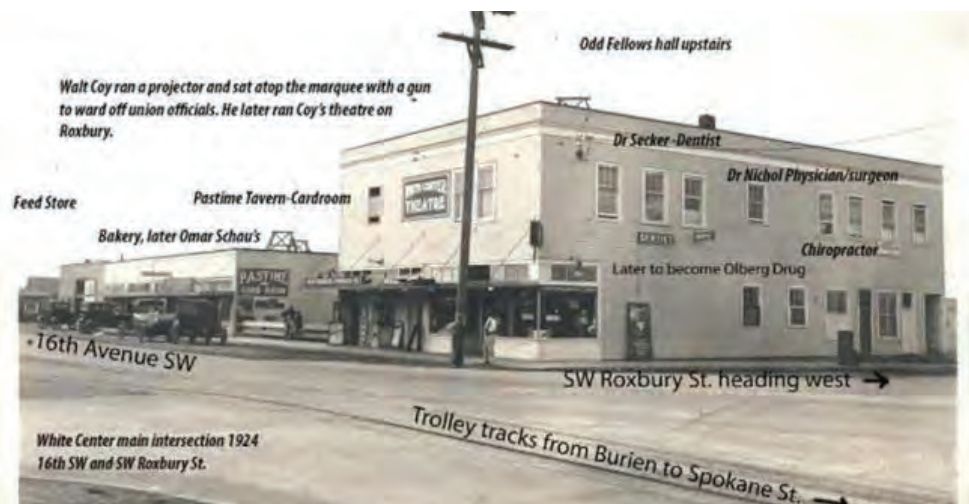 Odd Fellows hall upstairs
Walt Coy ran a projector and sat atop the marquee with a gun
to ward off union officials. He later ran Coy's theatre on
Roxbury.
Dr Secker -Dentist
Dr Nichol Physician/surgeon
Feed Store
Pastime Tavern-Cardroom
THEATRE
Bakery, later Omar Schau's
Chiropractor
DENTIST
PASTIME
CARD ROOM
Later to become Olberg Drug
16th Avenue SW
SW Roxbury St. heading west
Trolley tracks from Burien to Spokane St.
White Center main intersection 1924
16th SW and SW Roxbury St.